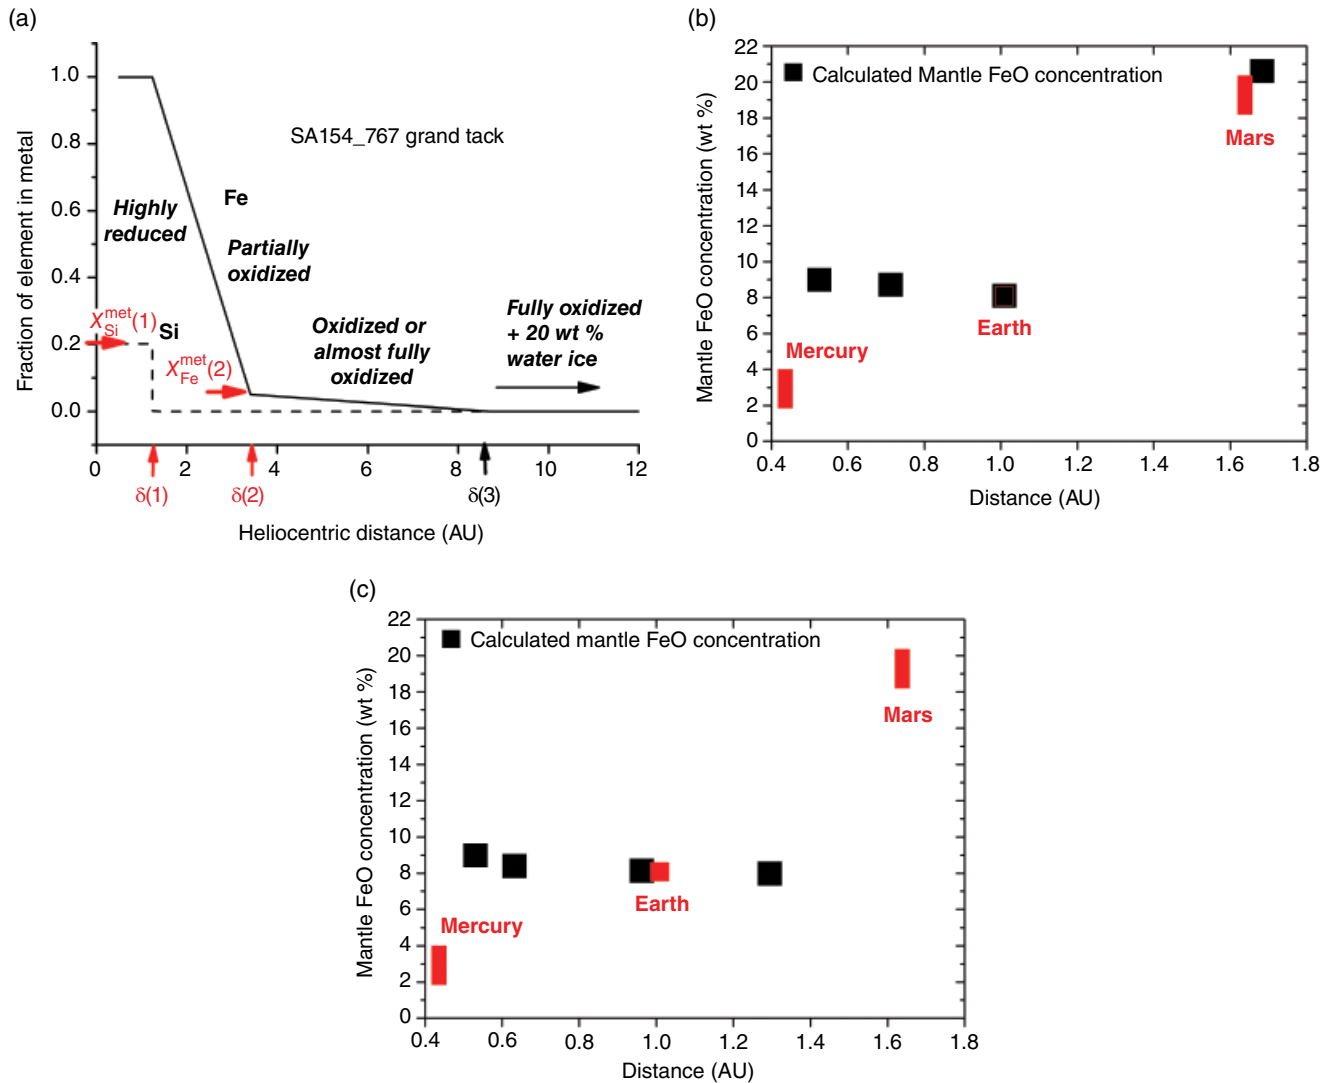 (a)
1.0
0.8
0.6
0.4
0.2
0.0
Fraction of element in metal
SA154_767 grand tack
Highly
reduced
Fe
Partially
oxidized
X_Si^met(1)
Si
X_Fe^met(2)
Oxidized or
almost fully
oxidized
Fully oxidized
+ 20 wt %
water ice
0 2 4 6 8 10 12
δ(1) δ(2) δ(3)
Heliocentric distance (AU)
(b)
22
20
18
16
14
12
10
8
6
4
2
0
Mantle FeO concentration (wt %)
Calculated Mantle FeO concentration
Mars
Earth
Mercury
0.4 0.6 0.8 1.0 1.2 1.4 1.6 1.8
Distance (AU)
(c)
22
20
18
16
14
12
10
8
6
4
2
0
Mantle FeO concentration (wt %)
Calculated mantle FeO concentration
Mars
Earth
Mercury
0.4 0.6 0.8 1.0 1.2 1.4 1.6 1.8
Distance (AU)